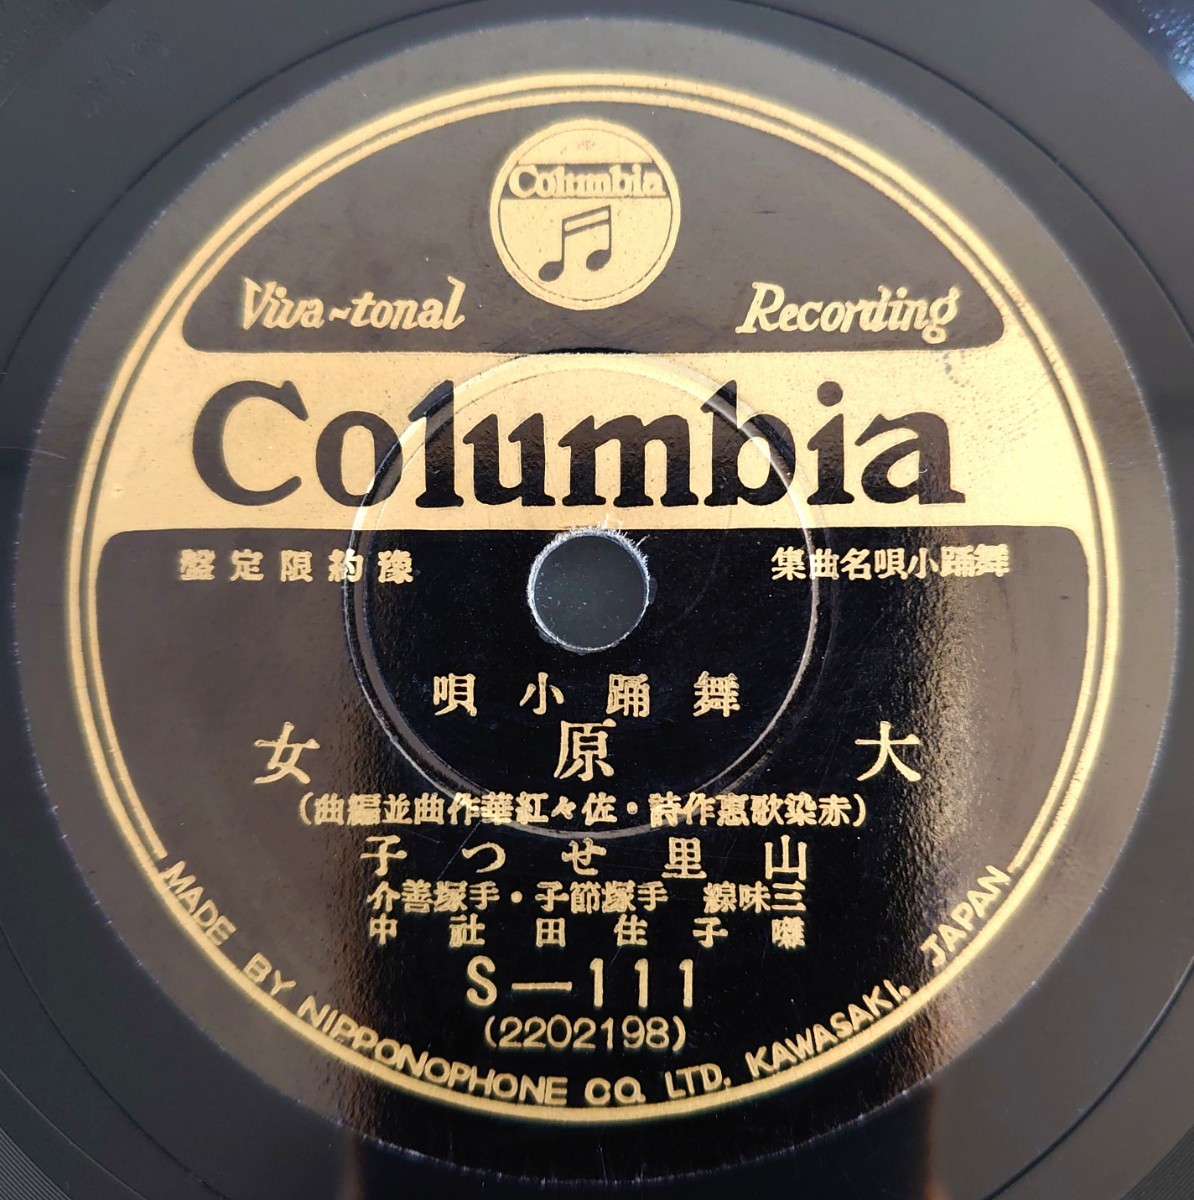 Columbia
Viva-tonal Recording
Columbia
舞踊小唄名曲集
豫約限定盤
舞踊小唄
大原女
(赤染歌惠作詩・佐々紅華作曲並編曲)
山里せつ子
三味線 手塚節子・手塚善介
囃子住田社中
S—111
(2202198)
MADE BY NIPPONOPHONE CO. LTD. KAWASAKI. JAPAN